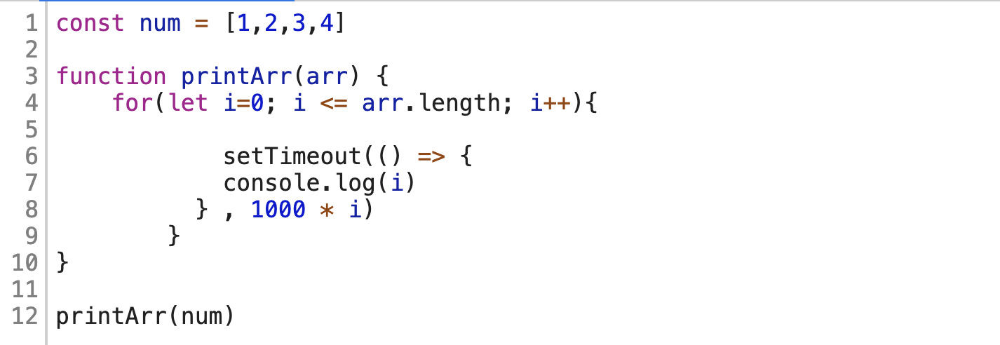 1 const num = [1,2,3,4]
2
3 function printArr(arr) {
4     for(let i=0; i <= arr.length; i++){
5
6             setTimeout(() => {
7             console.log(i)
8           } , 1000 * i)
9         }
10 }
11
12 printArr(num)